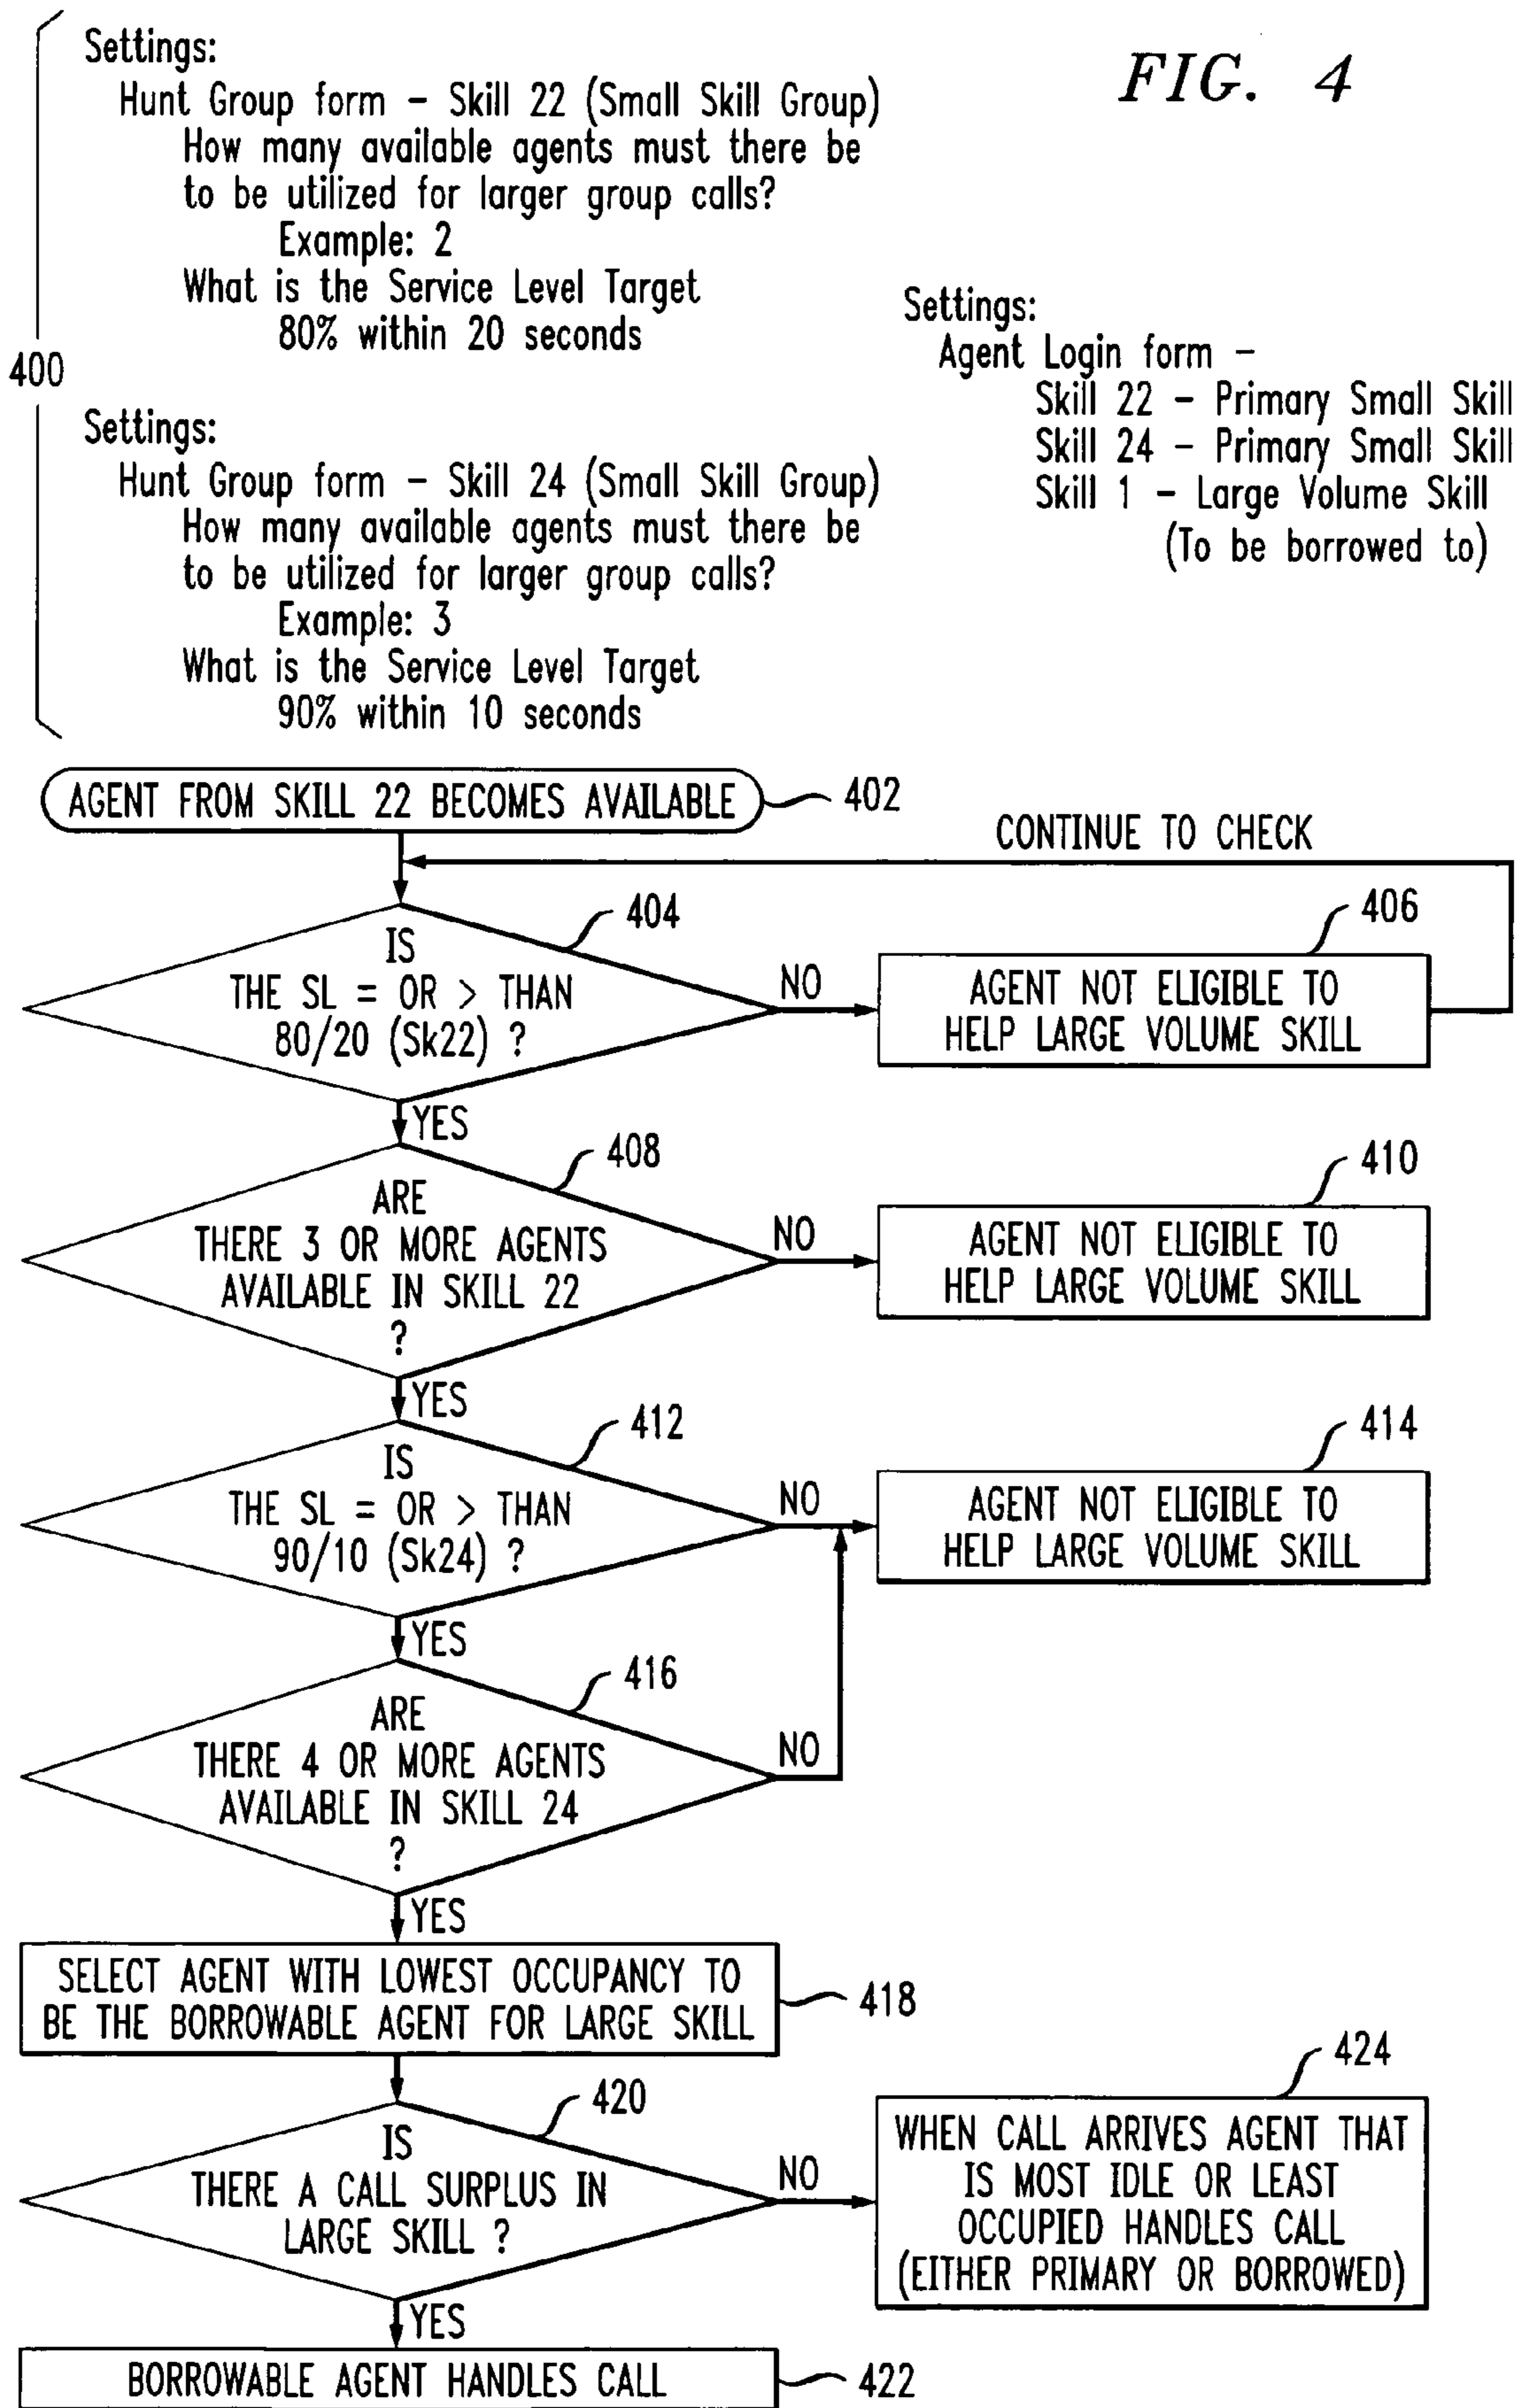 FIG. 4
Settings:
Hunt Group form - Skill 22 (Small Skill Group)
How many available agents must there be
to be utilized for larger group calls?
Example: 2
What is the Service Level Target
80% within 20 seconds
400
Settings:
Hunt Group form - Skill 24 (Small Skill Group)
How many available agents must there be
to be utilized for larger group calls?
Example: 3
What is the Service Level Target
90% within 10 seconds
Settings:
Agent Login form -
Skill 22 - Primary Small Skill
Skill 24 - Primary Small Skill
Skill 1 - Large Volume Skill
(To be borrowed to)
AGENT FROM SKILL 22 BECOMES AVAILABLE
402
CONTINUE TO CHECK
404
IS
THE SL = OR > THAN
80/20 (Sk22) ?
NO
406
AGENT NOT ELIGIBLE TO
HELP LARGE VOLUME SKILL
YES
408
ARE
THERE 3 OR MORE AGENTS
AVAILABLE IN SKILL 22
?
NO
410
AGENT NOT ELIGIBLE TO
HELP LARGE VOLUME SKILL
YES
412
IS
THE SL = OR > THAN
90/10 (Sk24) ?
NO
414
AGENT NOT ELIGIBLE TO
HELP LARGE VOLUME SKILL
YES
416
ARE
THERE 4 OR MORE AGENTS
AVAILABLE IN SKILL 24
?
NO
YES
SELECT AGENT WITH LOWEST OCCUPANCY TO
BE THE BORROWABLE AGENT FOR LARGE SKILL
418
420
IS
THERE A CALL SURPLUS IN
LARGE SKILL ?
NO
424
WHEN CALL ARRIVES AGENT THAT
IS MOST IDLE OR LEAST
OCCUPIED HANDLES CALL
(EITHER PRIMARY OR BORROWED)
YES
BORROWABLE AGENT HANDLES CALL
422